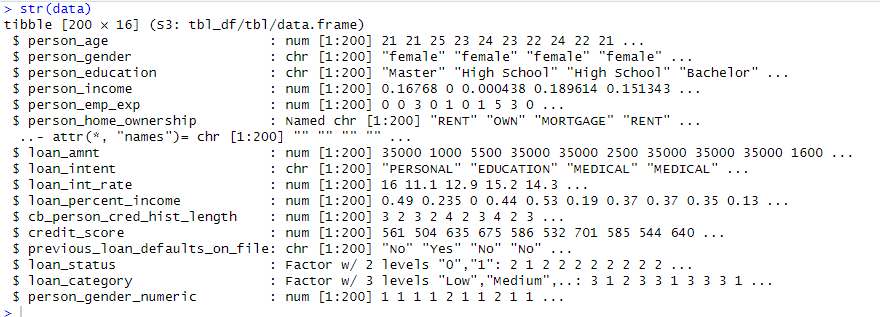 > str(data)
tibble [200 × 16] (S3: tbl_df/tbl/data.frame)
 $ person_age                    : num [1:200] 21 21 25 23 24 23 22 24 22 21 ...
 $ person_gender                 : chr [1:200] "female" "female" "female" "female" ...
 $ person_education              : chr [1:200] "Master" "High School" "High School" "Bachelor" ...
 $ person_income                 : num [1:200] 0.16768 0 0.000438 0.189614 0.151343 ...
 $ person_emp_exp                : num [1:200] 0 0 3 0 1 0 1 5 3 0 ...
 $ person_home_ownership         : Named chr [1:200] "RENT" "OWN" "MORTGAGE" "RENT" ...
  ..- attr(*, "names")= chr [1:200] "" "" "" "" ...
 $ loan_amnt                     : num [1:200] 35000 1000 5500 35000 35000 2500 35000 35000 35000 1600 ...
 $ loan_intent                   : chr [1:200] "PERSONAL" "EDUCATION" "MEDICAL" "MEDICAL" ...
 $ loan_int_rate                 : num [1:200] 16 11.1 12.9 15.2 14.3 ...
 $ loan_percent_income           : num [1:200] 0.49 0.235 0 0.44 0.53 0.19 0.37 0.37 0.35 0.13 ...
 $ cb_person_cred_hist_length    : num [1:200] 3 2 3 2 4 2 3 4 2 3 ...
 $ credit_score                  : num [1:200] 561 504 635 675 586 532 701 585 544 640 ...
 $ previous_loan_defaults_on_file: chr [1:200] "No" "Yes" "No" "No" ...
 $ loan_status                   : Factor w/ 2 levels "0","1": 2 1 2 2 2 2 2 2 2 2 ...
 $ loan_category                 : Factor w/ 3 levels "Low","Medium",..: 3 1 2 3 3 1 3 3 3 1 ...
 $ person_gender_numeric         : num [1:200] 1 1 1 1 2 1 1 2 1 1 ...
>